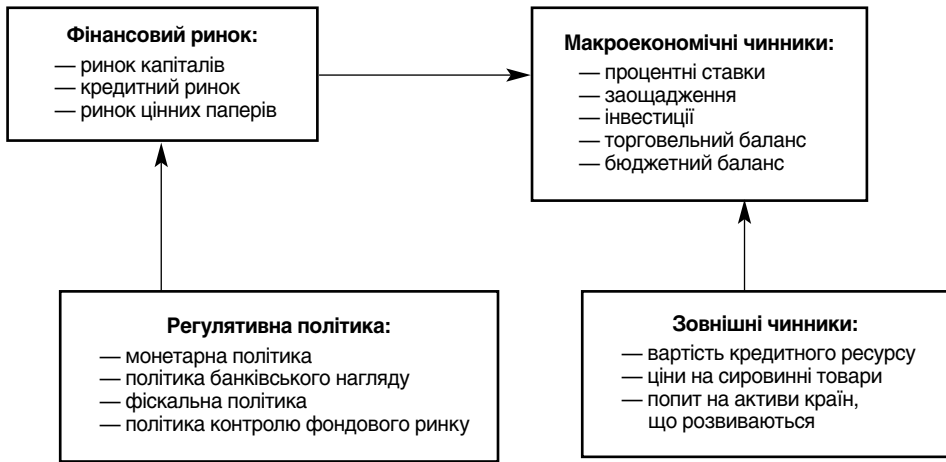 Фінансовий ринок:
— ринок капіталів
— кредитний ринок
— ринок цінних паперів
Макроекономічні чинники:
— процентні ставки
— заощадження
— інвестиції
— торговельний баланс
— бюджетний баланс
Регулятивна політика:
— монетарна політика
— політика банківського нагляду
— фіскальна політика
— політика контролю фондового ринку
Зовнішні чинники:
— вартість кредитного ресурсу
— ціни на сировинні товари
— попит на активи країн,
що розвиваються